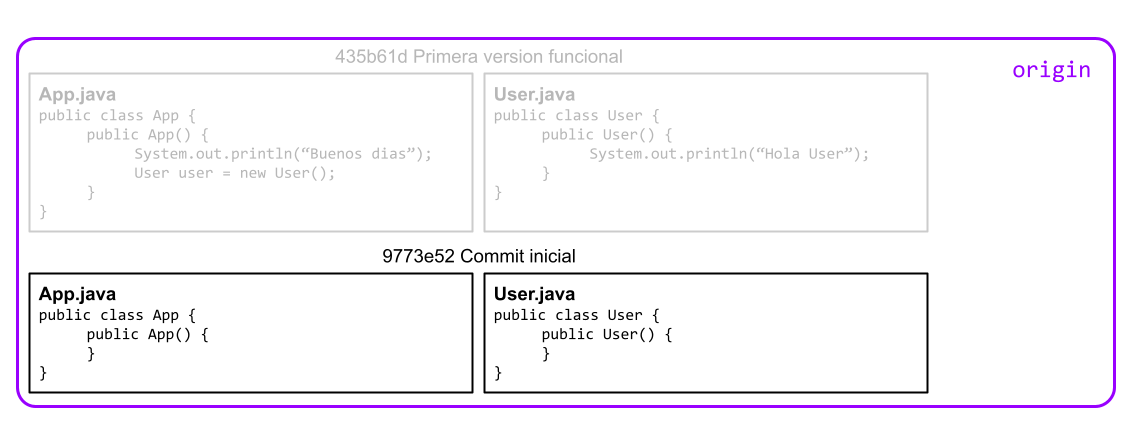 435b61d Primera version funcional
origin
App.java
public class App {
public App() {
System.out.println(“Buenos dias”);
User user = new User();
}
}
User.java
public class User {
public User() {
System.out.println(“Hola User”);
}
}
9773e52 Commit inicial
App.java
public class App {
public App() {
}
}
User.java
public class User {
public User() {
}
}